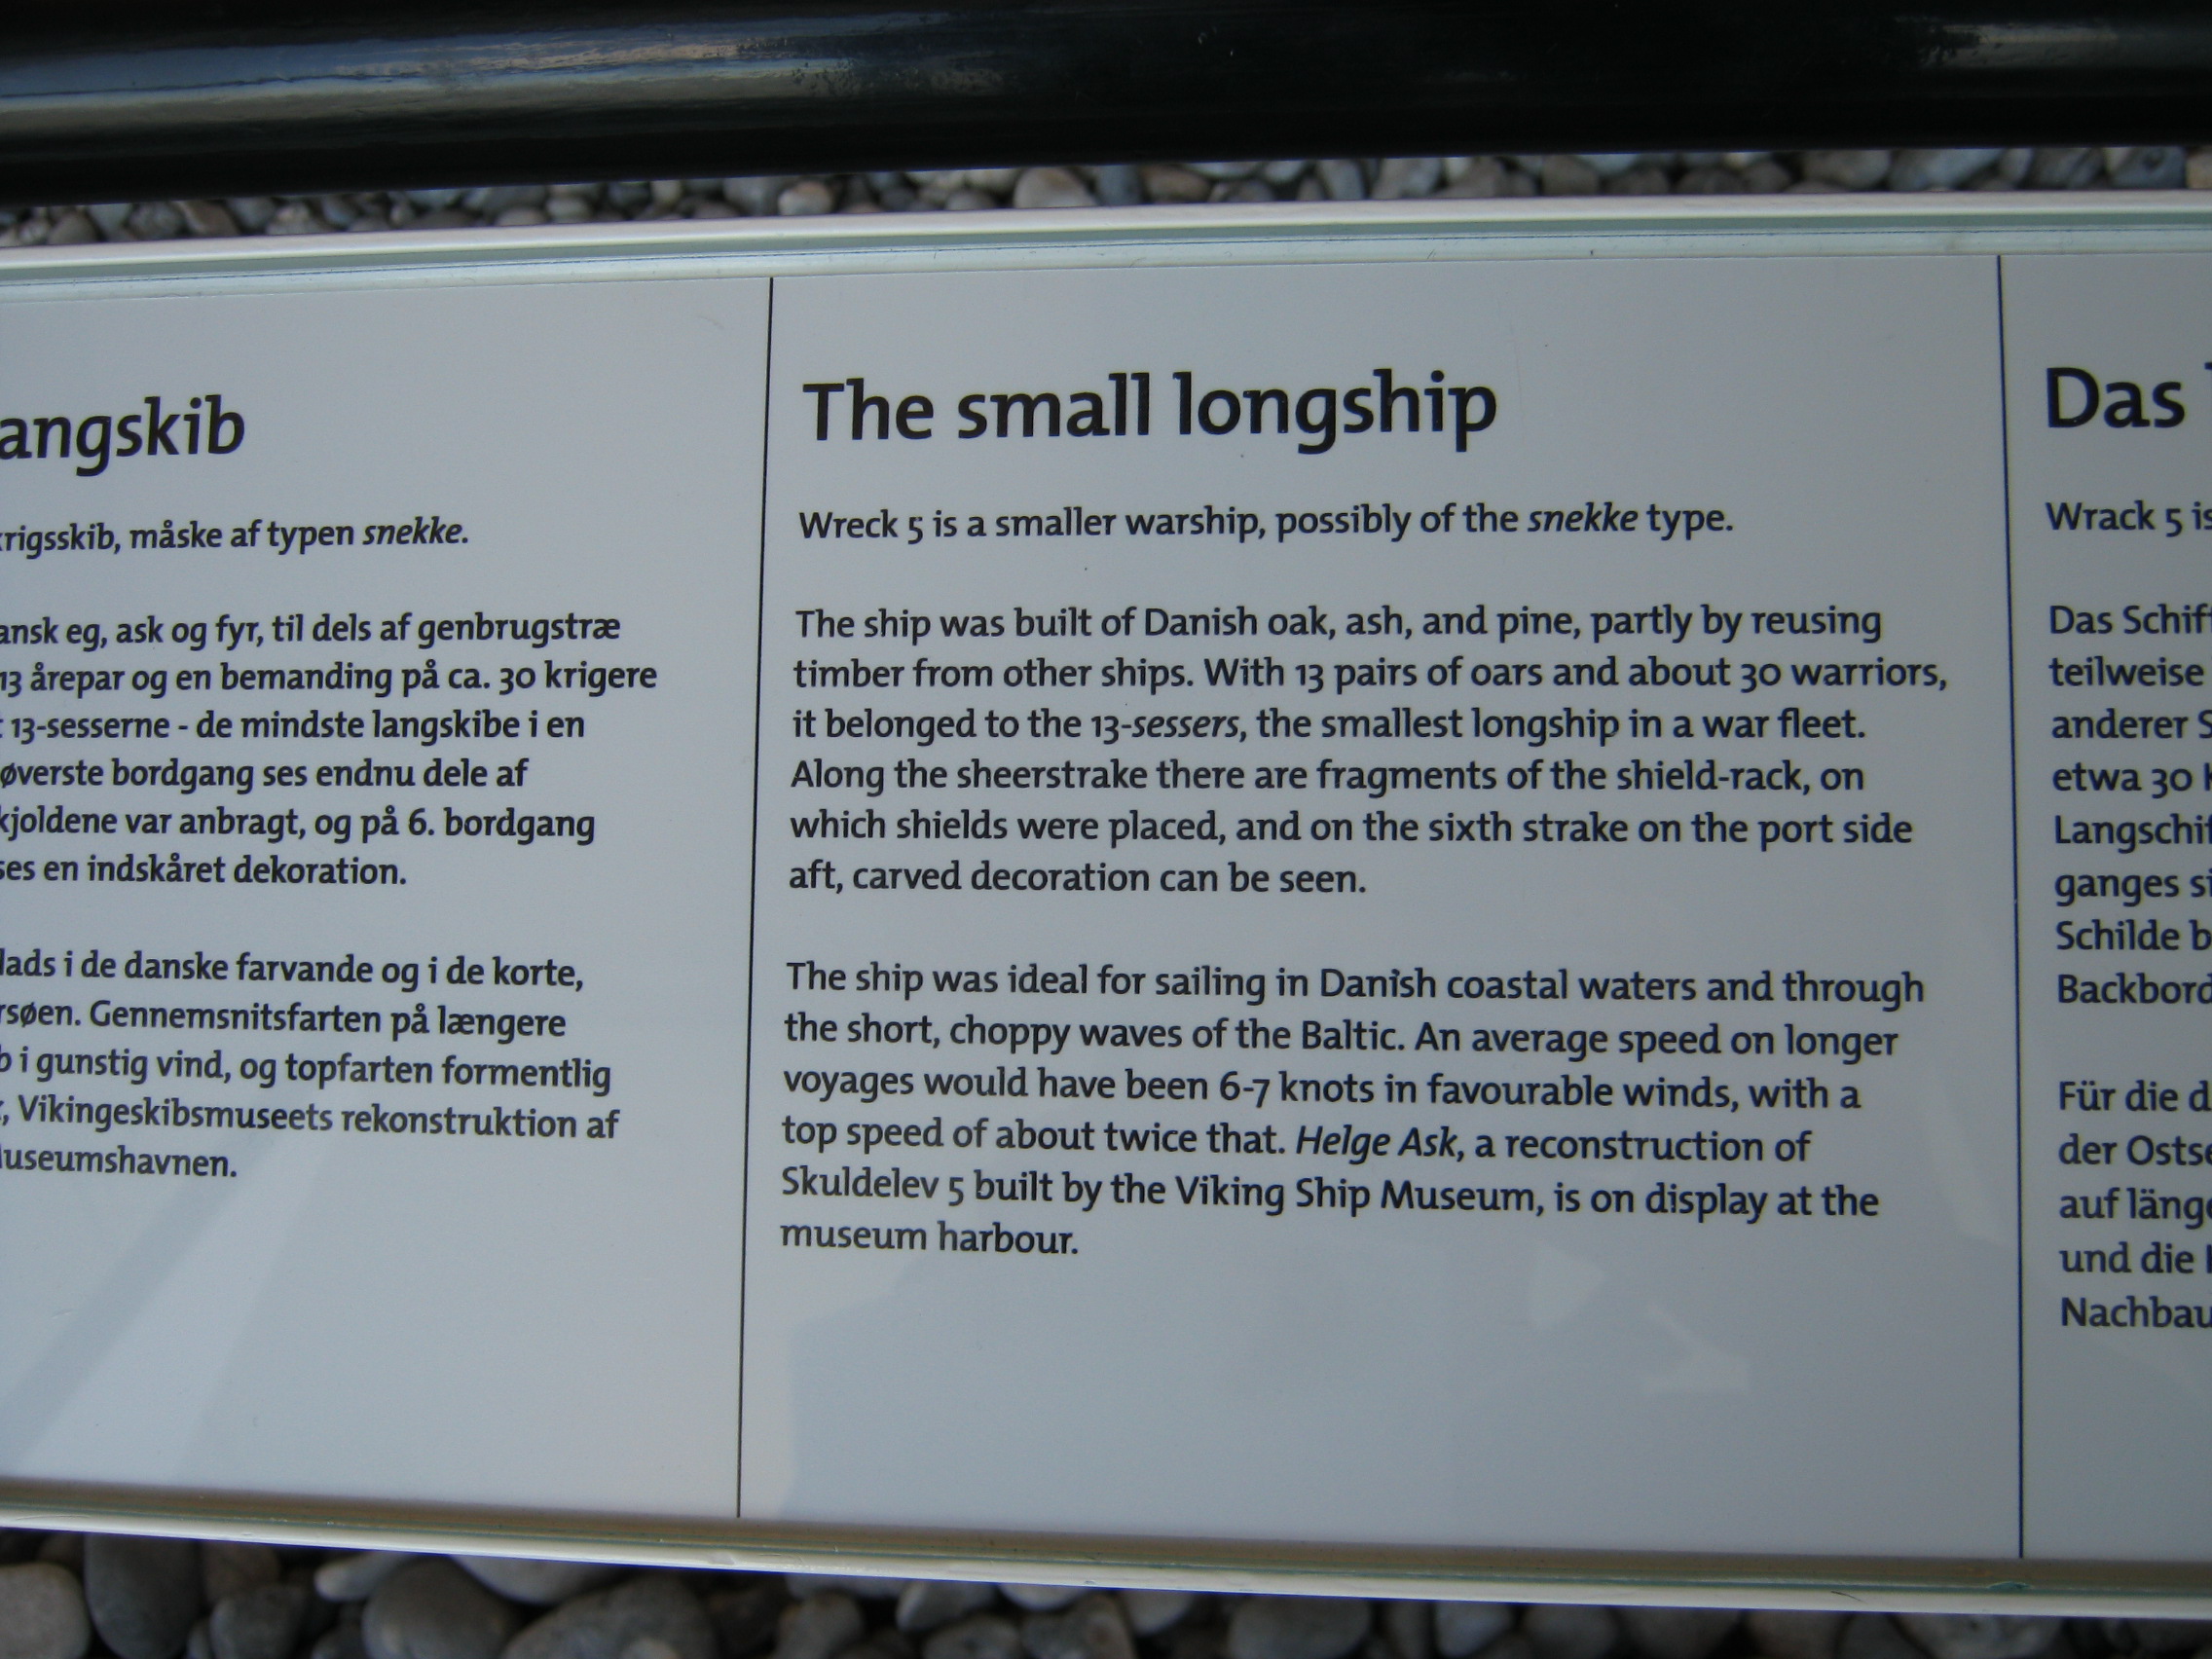 angskib
krigsskib, måske af typen snekke.
ansk eg, ask og fyr, til dels af genbrugstræ
13 årepar og en bemanding på ca. 30 krigere
13-sesserne - de mindste langskibe i en
øverste bordgang ses endnu dele af
kjoldene var anbragt, og på 6. bordgang
ses en indskåret dekoration.
lads i de danske farvande og i de korte,
rsøen. Gennemsnitsfarten på længere
b i gunstig vind, og topfarten formentlig
, Vikingeskibsmuseets rekonstruktion af
useumshavnen.
The small longship
Wreck 5 is a smaller warship, possibly of the snekke type.
The ship was built of Danish oak, ash, and pine, partly by reusing
timber from other ships. With 13 pairs of oars and about 30 warriors,
it belonged to the 13-sessers, the smallest longship in a war fleet.
Along the sheerstrake there are fragments of the shield-rack, on
which shields were placed, and on the sixth strake on the port side
aft, carved decoration can be seen.
The ship was ideal for sailing in Danish coastal waters and through
the short, choppy waves of the Baltic. An average speed on longer
voyages would have been 6-7 knots in favourable winds, with a
top speed of about twice that. Helge Ask, a reconstruction of
Skuldelev 5 built by the Viking Ship Museum, is on display at the
museum harbour.
Das
Wrack 5 is
Das Schiff
teilweise
anderer S
etwa 30 K
Langschif
ganges si
Schilde b
Backbord
Für die d
der Ostse
auf länge
und die
Nachbau